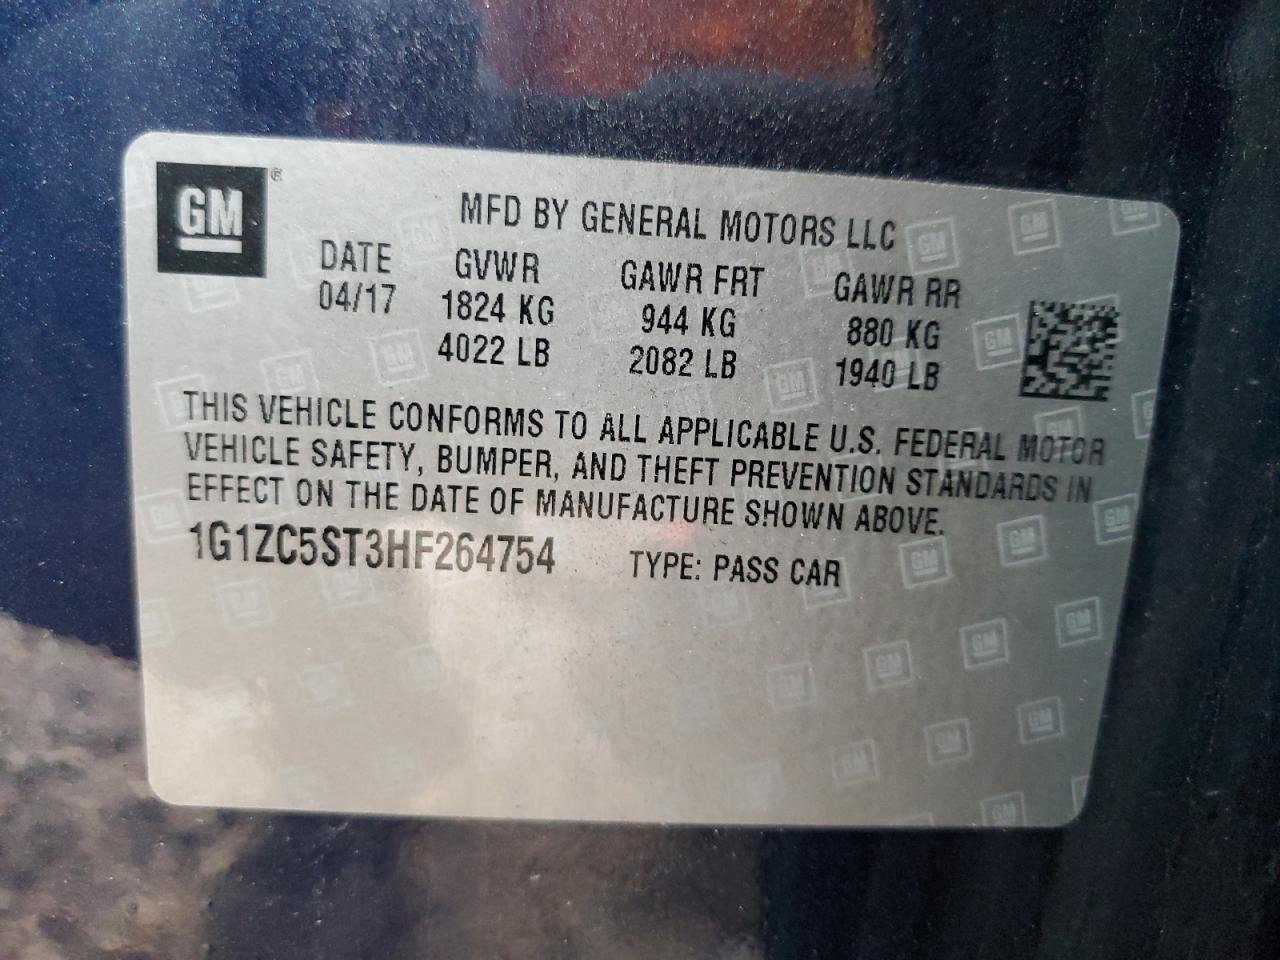 GM®
MFD BY GENERAL MOTORS LLC
DATE GVWR GAWR FRT GAWR RR
04/17 1824 KG 944 KG 880 KG
4022 LB 2082 LB 1940 LB
THIS VEHICLE CONFORMS TO ALL APPLICABLE U.S. FEDERAL MOTOR
VEHICLE SAFETY, BUMPER, AND THEFT PREVENTION STANDARDS IN
EFFECT ON THE DATE OF MANUFACTURE SHOWN ABOVE.
1G1ZC5ST3HF264754 TYPE: PASS CAR